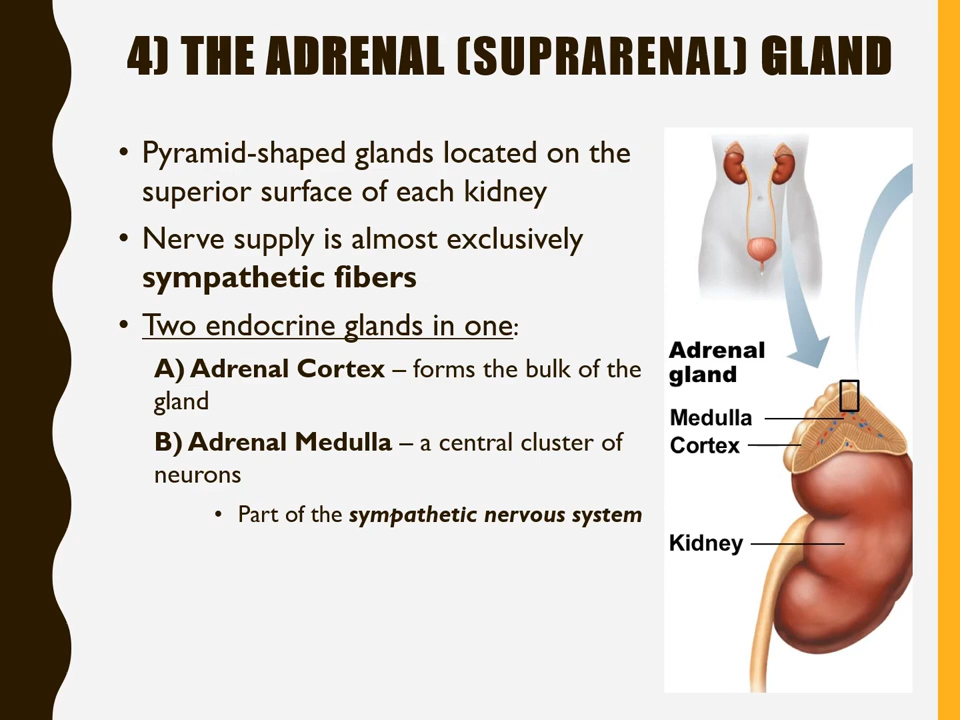 4) THE ADRENAL (SUPRARENAL) GLAND
• Pyramid-shaped glands located on the
superior surface of each kidney
• Nerve supply is almost exclusively
sympathetic fibers
• Two endocrine glands in one:
A) Adrenal Cortex – forms the bulk of the
gland
B) Adrenal Medulla – a central cluster of
neurons
• Part of the sympathetic nervous system
Adrenal
gland
Medulla
Cortex
Kidney